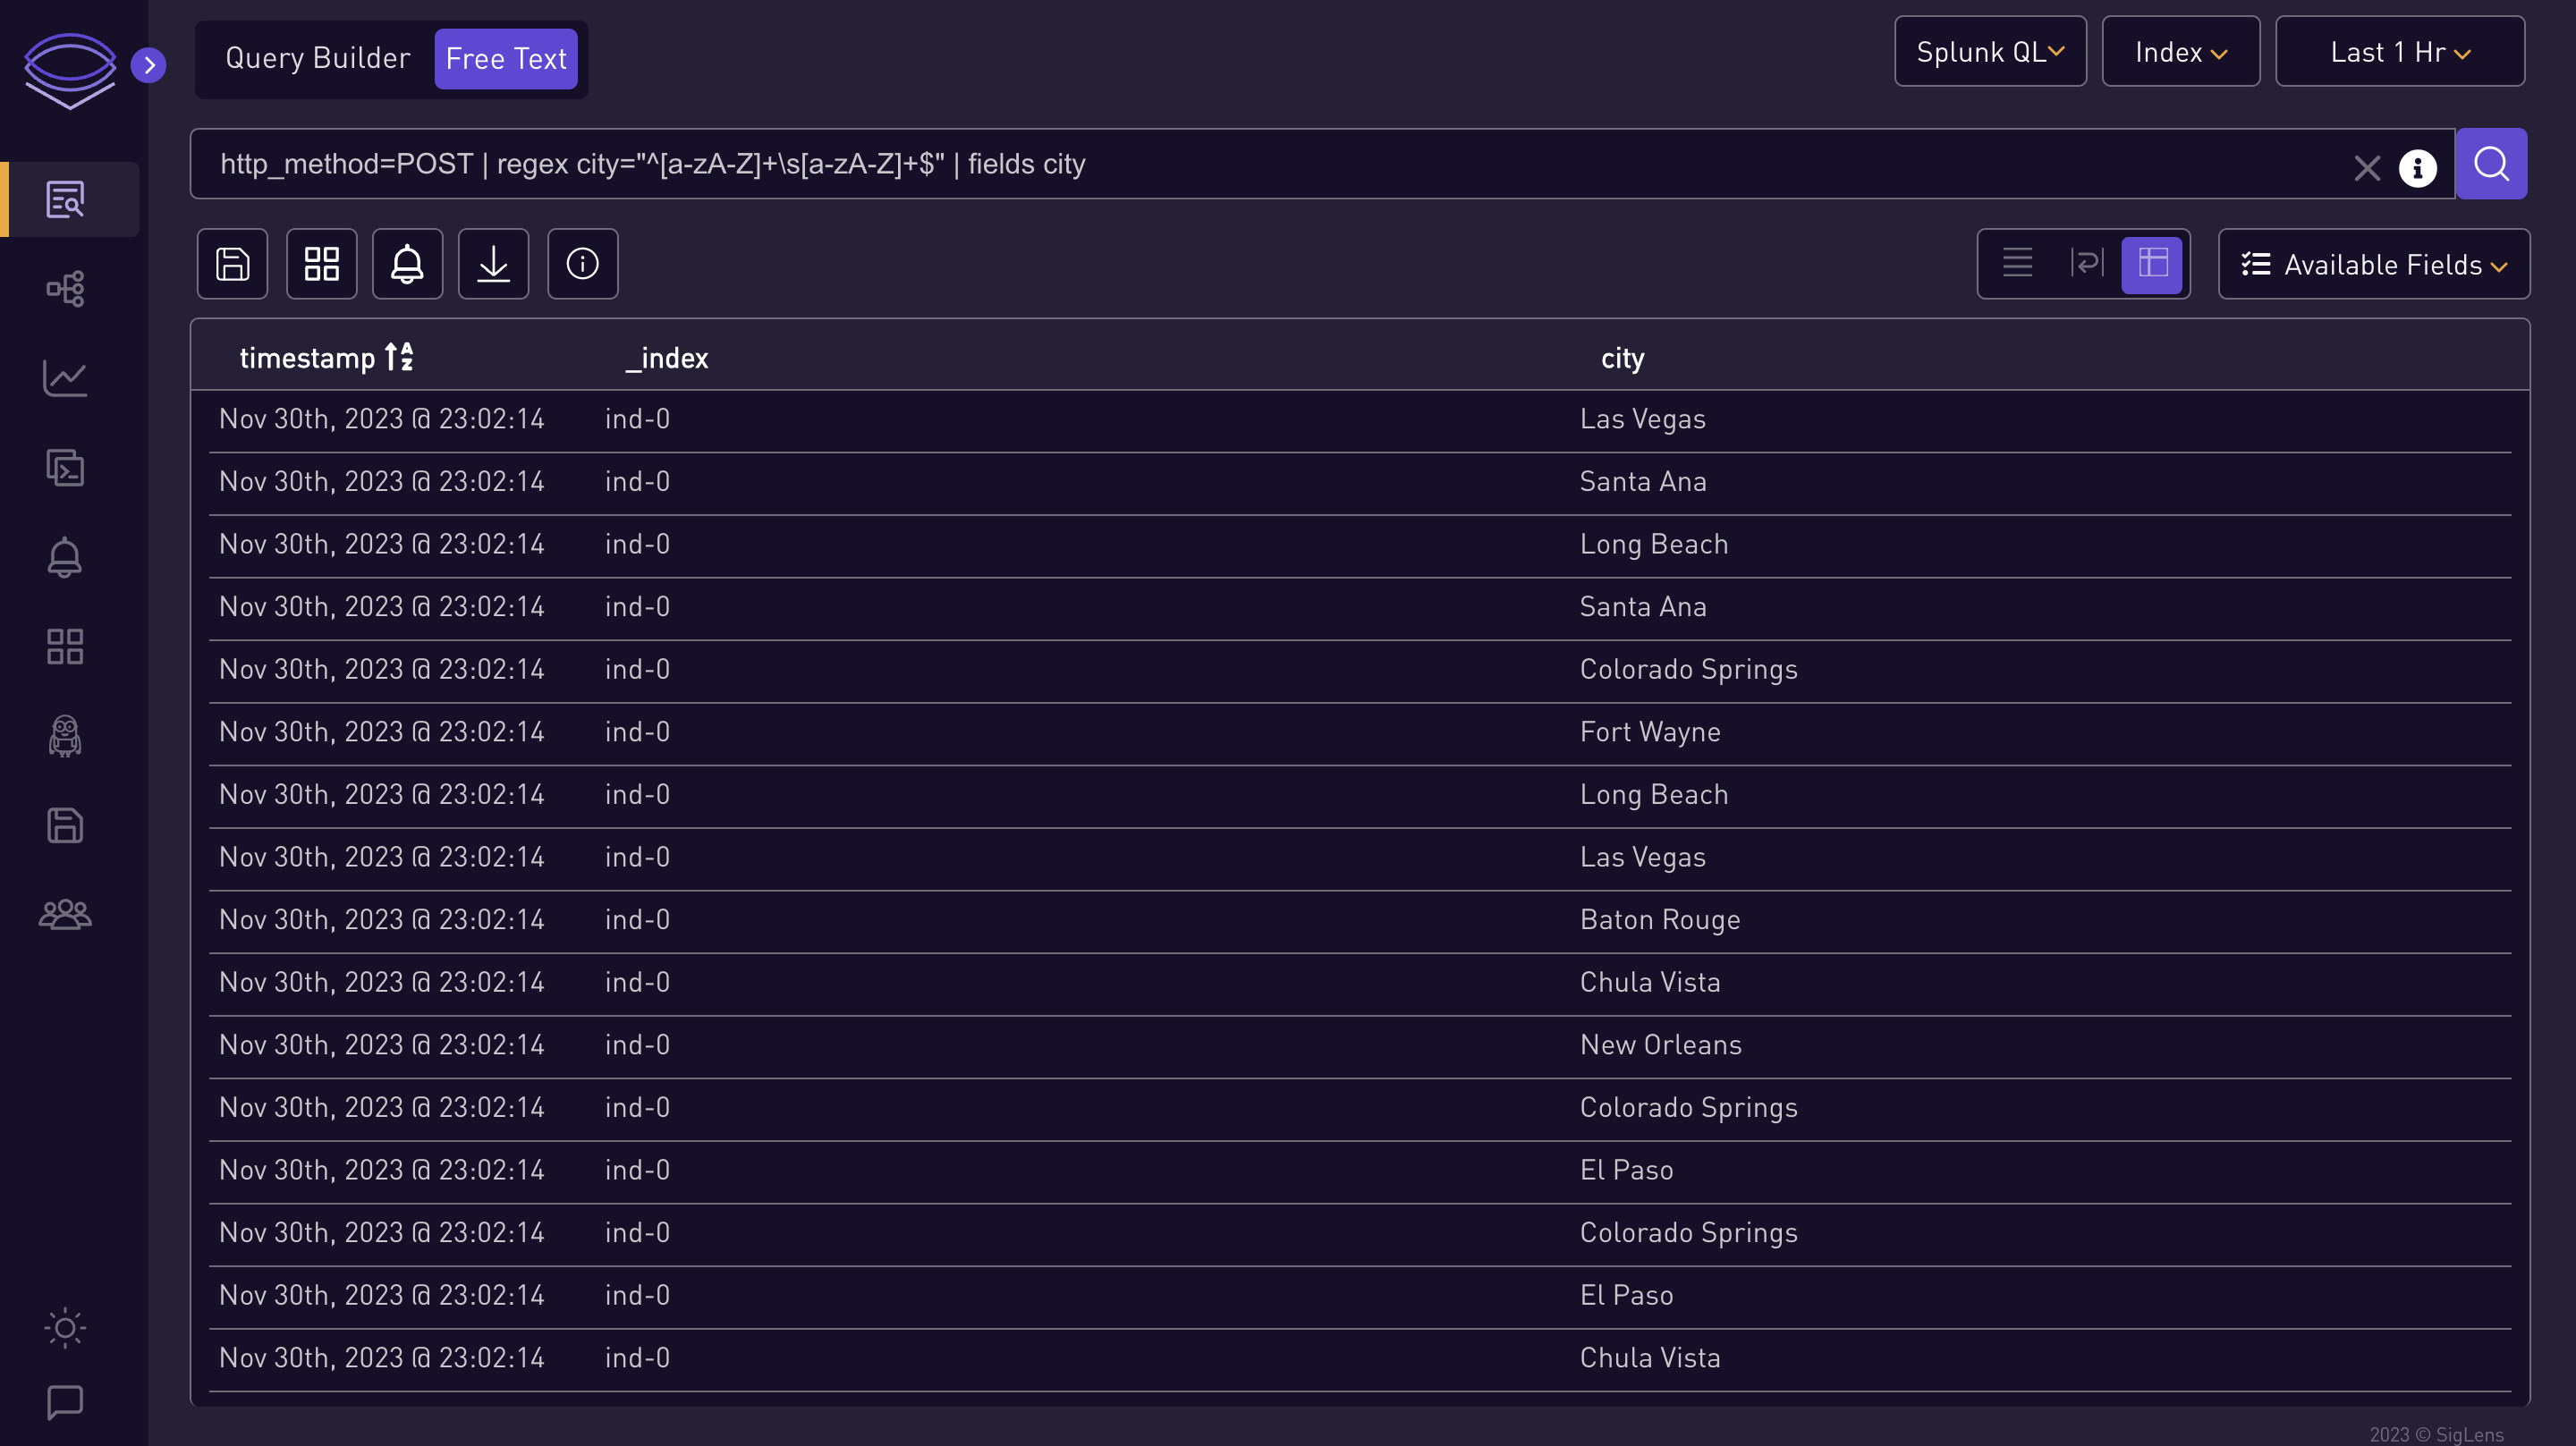 Query Builder Free Text Splunk QL Index Last 1 Hr
http_method=POST | regex city="^[a-zA-Z]+\s[a-zA-Z]+$" | fields city
Available Fields
timestamp _index city
Nov 30th, 2023 @ 23:02:14 ind-0 Las Vegas
Nov 30th, 2023 @ 23:02:14 ind-0 Santa Ana
Nov 30th, 2023 @ 23:02:14 ind-0 Long Beach
Nov 30th, 2023 @ 23:02:14 ind-0 Santa Ana
Nov 30th, 2023 @ 23:02:14 ind-0 Colorado Springs
Nov 30th, 2023 @ 23:02:14 ind-0 Fort Wayne
Nov 30th, 2023 @ 23:02:14 ind-0 Long Beach
Nov 30th, 2023 @ 23:02:14 ind-0 Las Vegas
Nov 30th, 2023 @ 23:02:14 ind-0 Baton Rouge
Nov 30th, 2023 @ 23:02:14 ind-0 Chula Vista
Nov 30th, 2023 @ 23:02:14 ind-0 New Orleans
Nov 30th, 2023 @ 23:02:14 ind-0 Colorado Springs
Nov 30th, 2023 @ 23:02:14 ind-0 El Paso
Nov 30th, 2023 @ 23:02:14 ind-0 Colorado Springs
Nov 30th, 2023 @ 23:02:14 ind-0 El Paso
Nov 30th, 2023 @ 23:02:14 ind-0 Chula Vista
2023 © SigLens